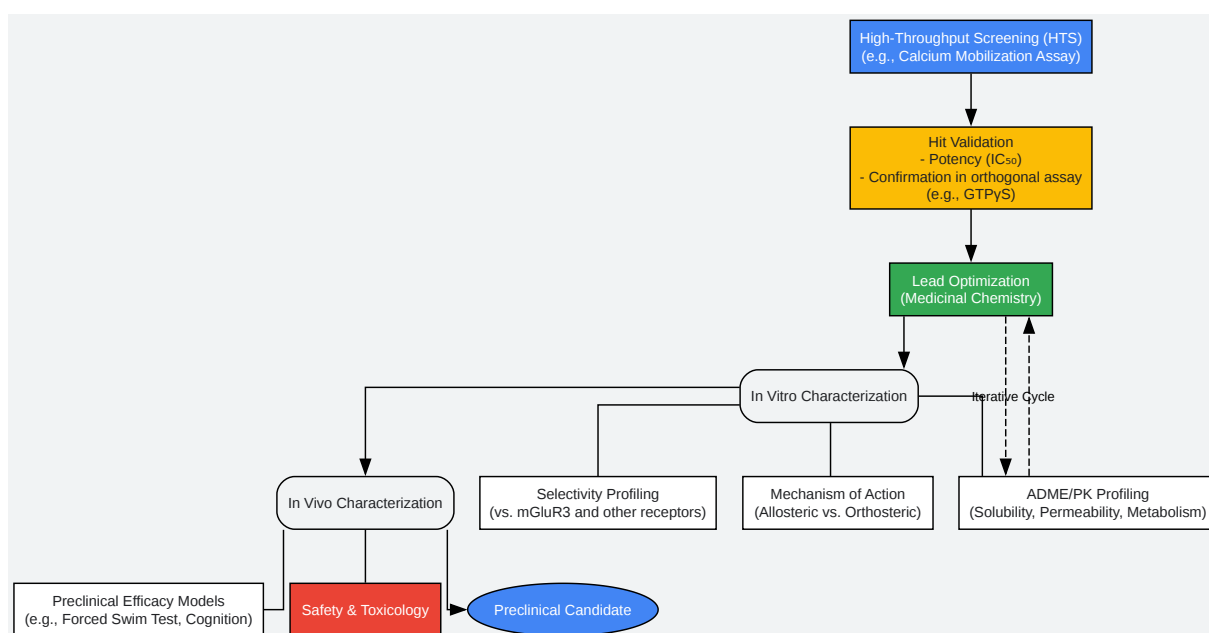 High-Throughput Screening (HTS)
(e.g., Calcium Mobilization Assay)
Hit Validation
- Potency (IC₅₀)
- Confirmation in orthogonal assay
(e.g., GTPγS)
Lead Optimization
(Medicinal Chemistry)
In Vitro Characterization
Iterative Cycle
In Vivo Characterization
Selectivity Profiling
(vs. mGluR3 and other receptors)
Mechanism of Action
(Allosteric vs. Orthosteric)
ADME/PK Profiling
(Solubility, Permeability, Metabolism)
Preclinical Efficacy Models
(e.g., Forced Swim Test, Cognition)
Safety & Toxicology
Preclinical Candidate